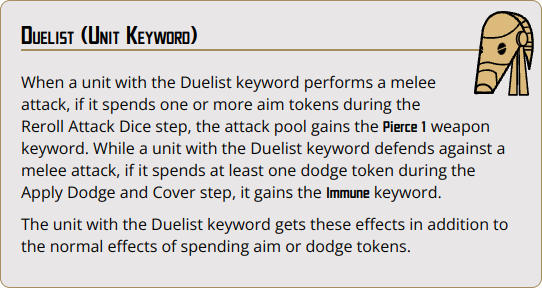 Duelist (Unit Keyword)
When a unit with the Duelist keyword performs a melee
attack, if it spends one or more aim tokens during the
Reroll Attack Dice step, the attack pool gains the Pierce 1 weapon
keyword. While a unit with the Duelist keyword defends against a
melee attack, if it spends at least one dodge token during the
Apply Dodge and Cover step, it gains the Immune keyword.
The unit with the Duelist keyword gets these effects in addition to
the normal effects of spending aim or dodge tokens.